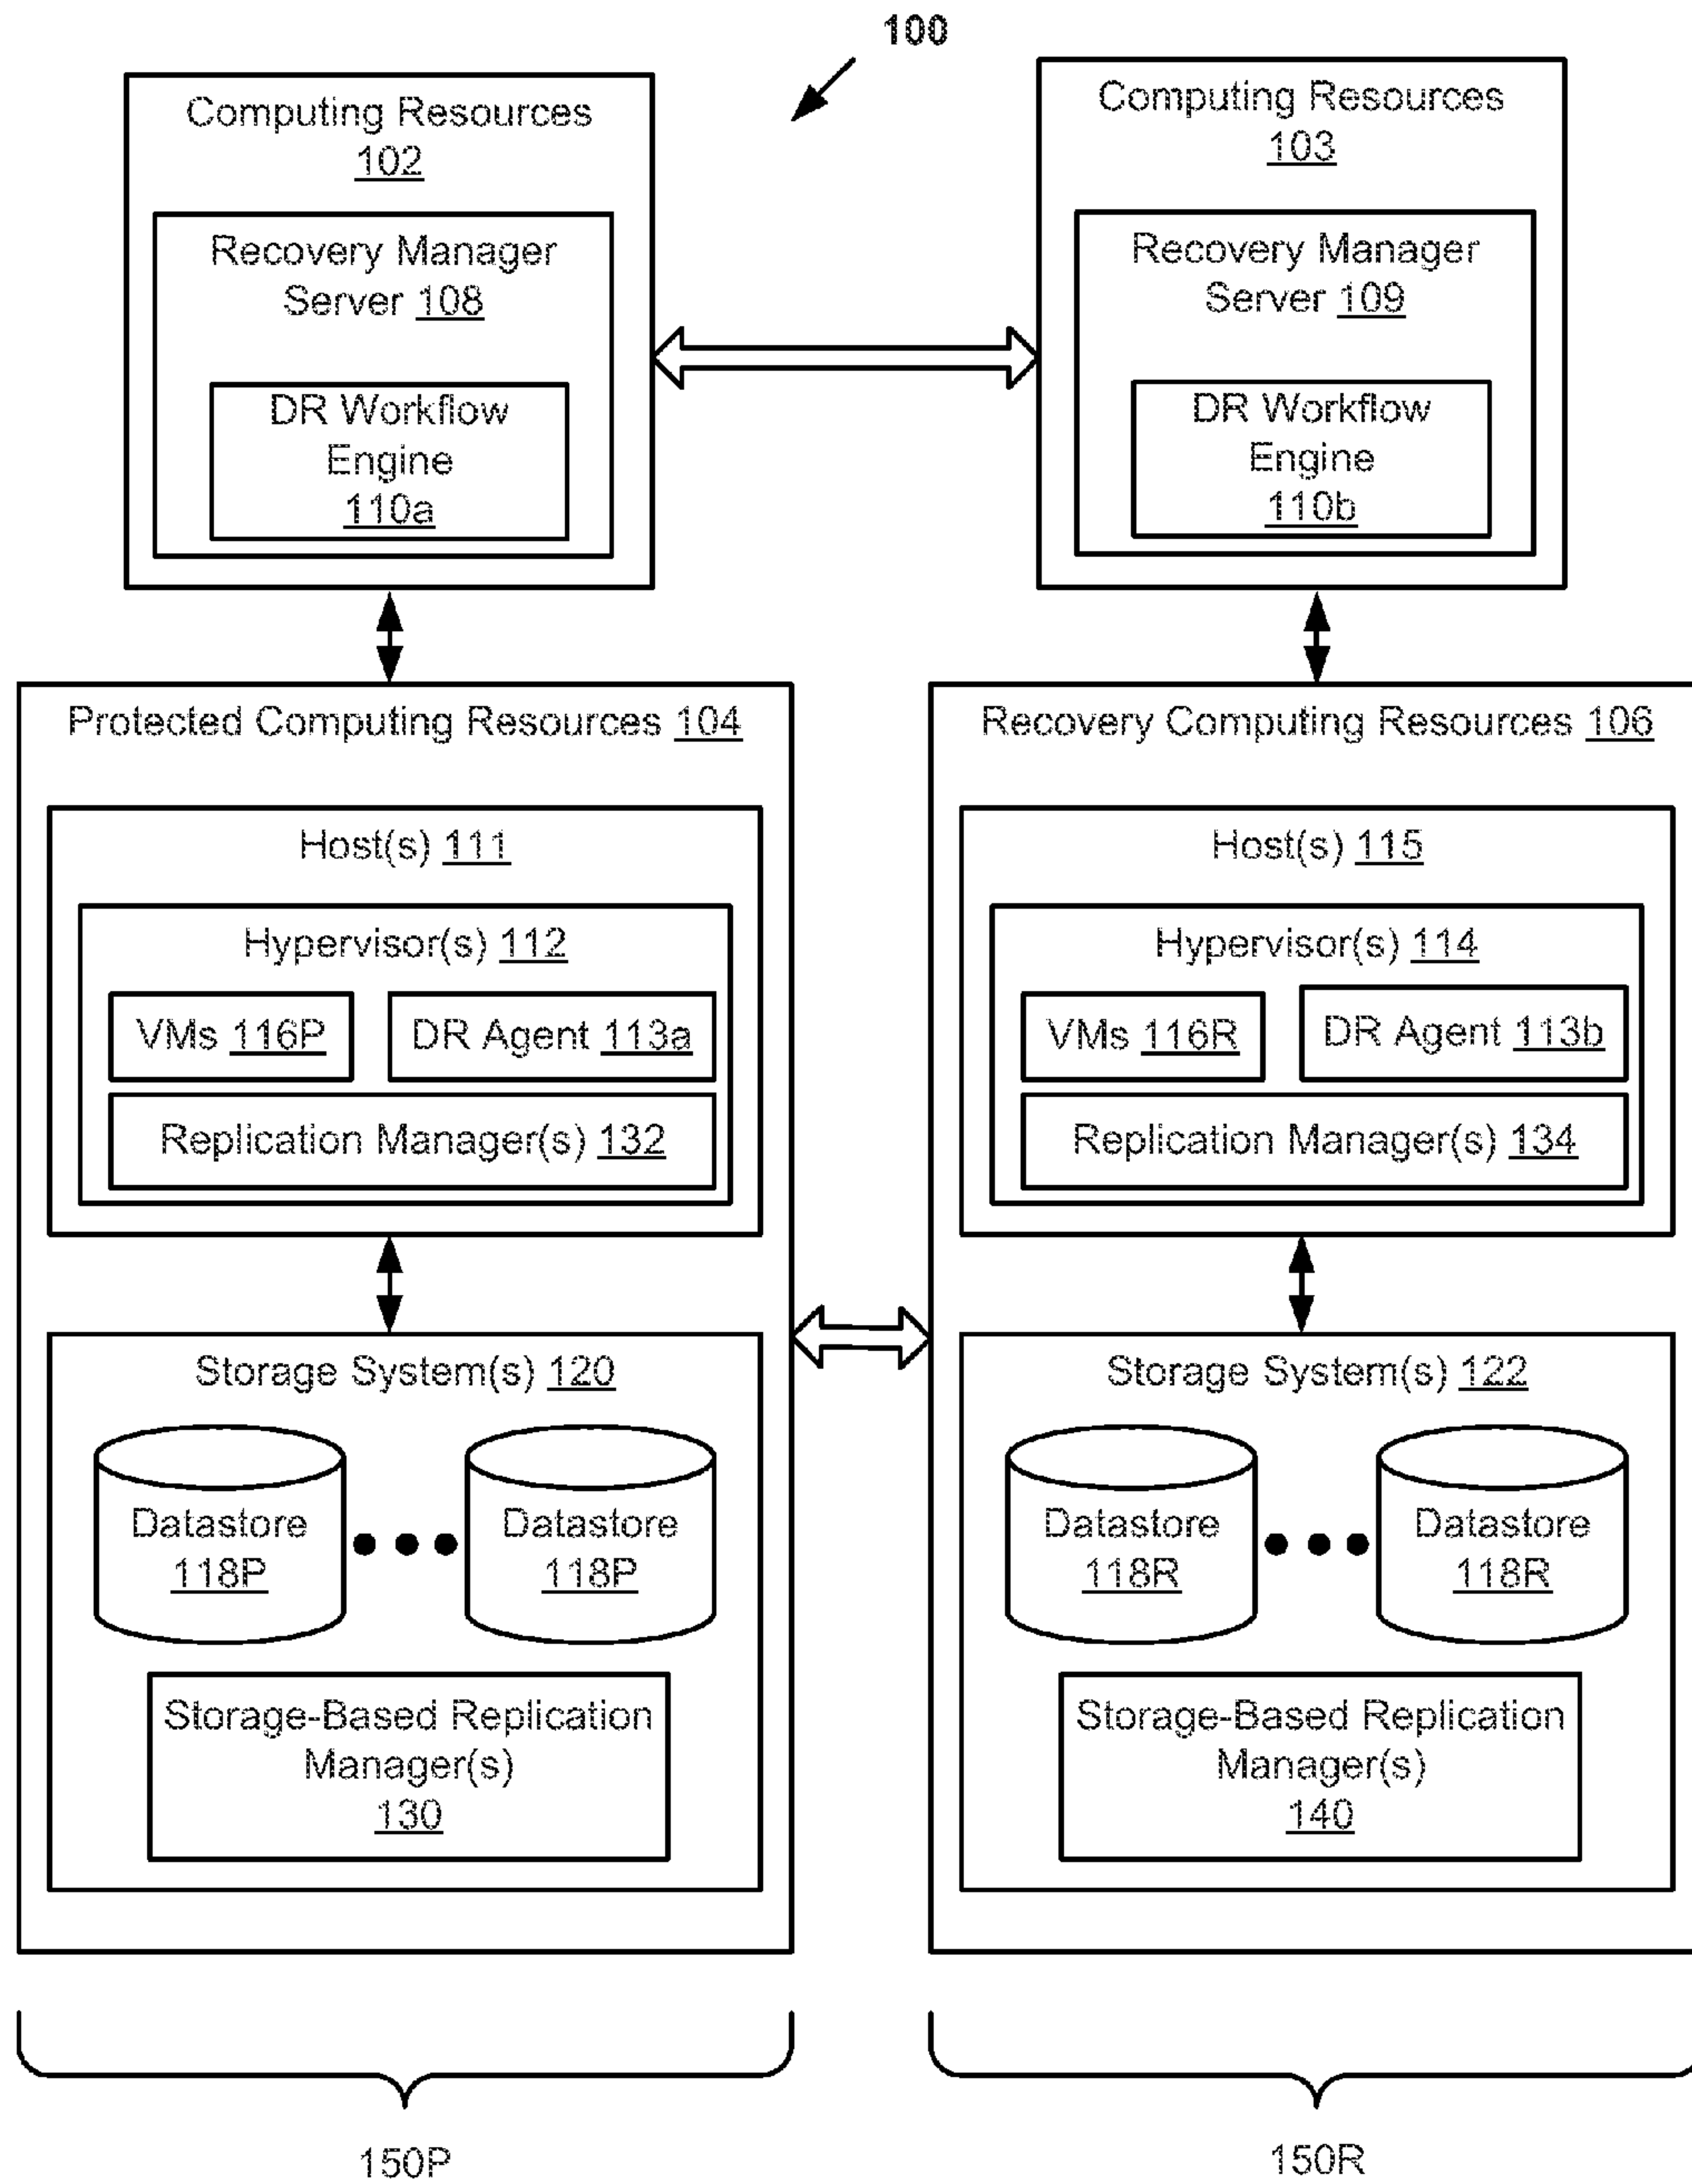 100
Computing Resources
102
Recovery Manager
Server 108
DR Workflow
Engine
110a
Computing Resources
103
Recovery Manager
Server 109
DR Workflow
Engine
110b
Protected Computing Resources 104
Host(s) 111
Hypervisor(s) 112
VMs 116P
DR Agent 113a
Replication Manager(s) 132
Storage System(s) 120
Datastore
118P
Datastore
118P
Storage-Based Replication
Manager(s)
130
Recovery Computing Resources 106
Host(s) 115
Hypervisor(s) 114
VMs 116R
DR Agent 113b
Replication Manager(s) 134
Storage System(s) 122
Datastore
118R
Datastore
118R
Storage-Based Replication
Manager(s)
140
150P
150R